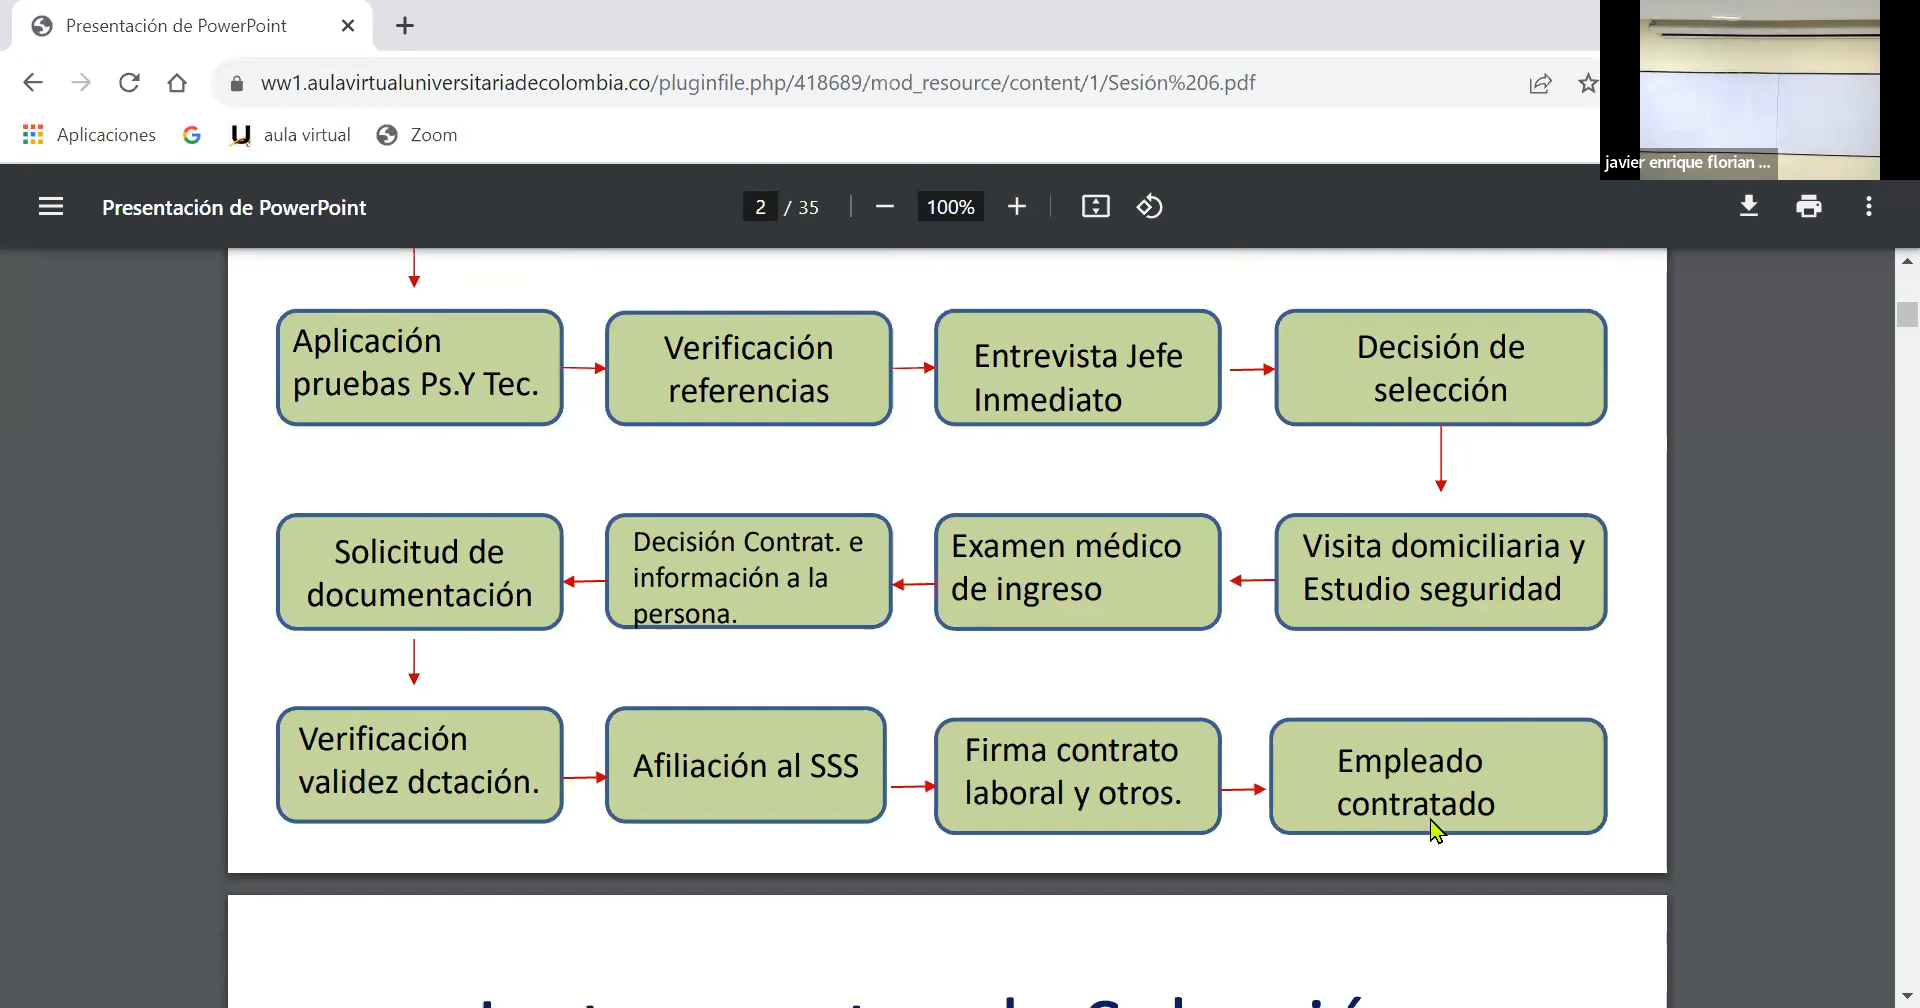 Presentación de PowerPoint
ww1.aulavirtualuniversitariadecolombia.co/pluginfile.php/418689/mod_resource/content/1/Sesión%206.pdf
Aplicaciones
aula virtual
Zoom
javier enrique florian ...
Presentación de PowerPoint
2 / 35
100%
Aplicación
pruebas Ps.Y Tec.
Verificación
referencias
Entrevista Jefe
Inmediato
Decisión de
selección
Solicitud de
documentación
Decisión Contrat. e
información a la
persona.
Examen médico
de ingreso
Visita domiciliaria y
Estudio seguridad
Verificación
validez dctación.
Afiliación al SSS
Firma contrato
laboral y otros.
Empleado
contratado